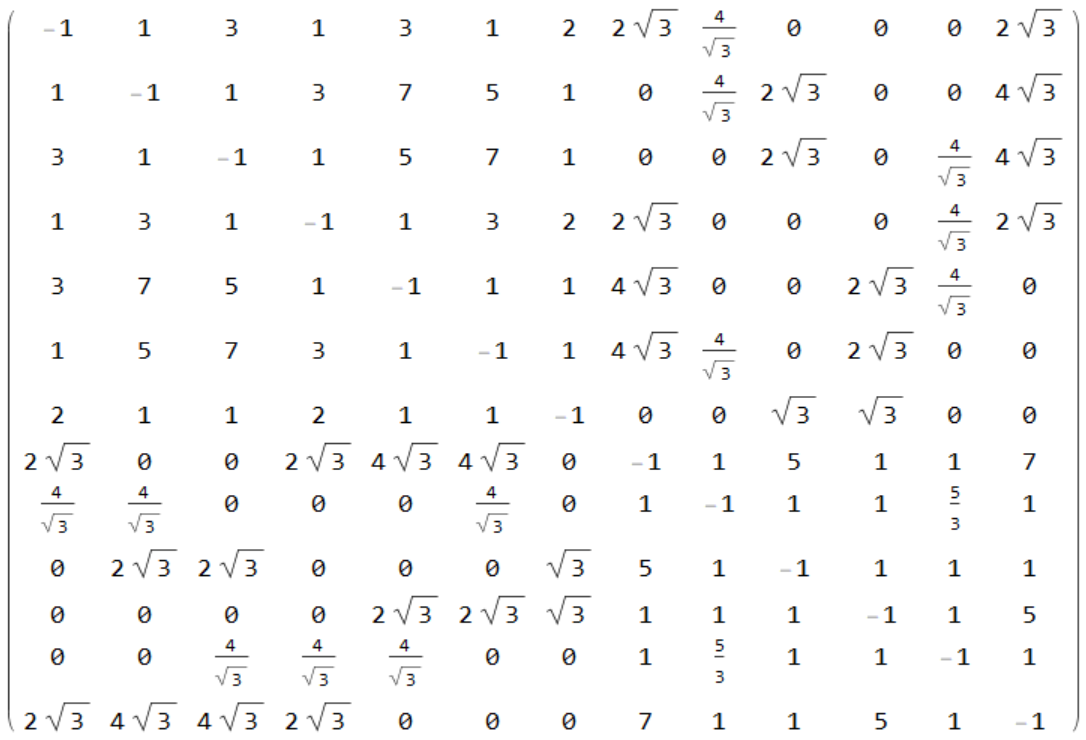 -1 1 3 1 3 1 2 2√3 4/√3 0 0 0 2√3
1 -1 1 3 7 5 1 0 4/√3 2√3 0 0 4√3
3 1 -1 1 5 7 1 0 0 2√3 0 4/√3 4√3
1 3 1 -1 1 3 2 2√3 0 0 0 4/√3 2√3
3 7 5 1 -1 1 1 4√3 0 0 2√3 4/√3 0
1 5 7 3 1 -1 1 4√3 4/√3 0 2√3 0 0
2 1 1 2 1 1 -1 0 0 √3 √3 0 0
2√3 0 0 2√3 4√3 4√3 0 -1 1 5 1 1 7
4/√3 4/√3 0 0 0 4/√3 0 1 -1 1 1 5/3 1
0 2√3 2√3 0 0 0 √3 5 1 -1 1 1 1
0 0 0 0 2√3 2√3 √3 1 1 1 -1 1 5
0 0 4/√3 4/√3 4/√3 0 0 1 5/3 1 1 -1 1
2√3 4√3 4√3 2√3 0 0 0 7 1 1 5 1 -1